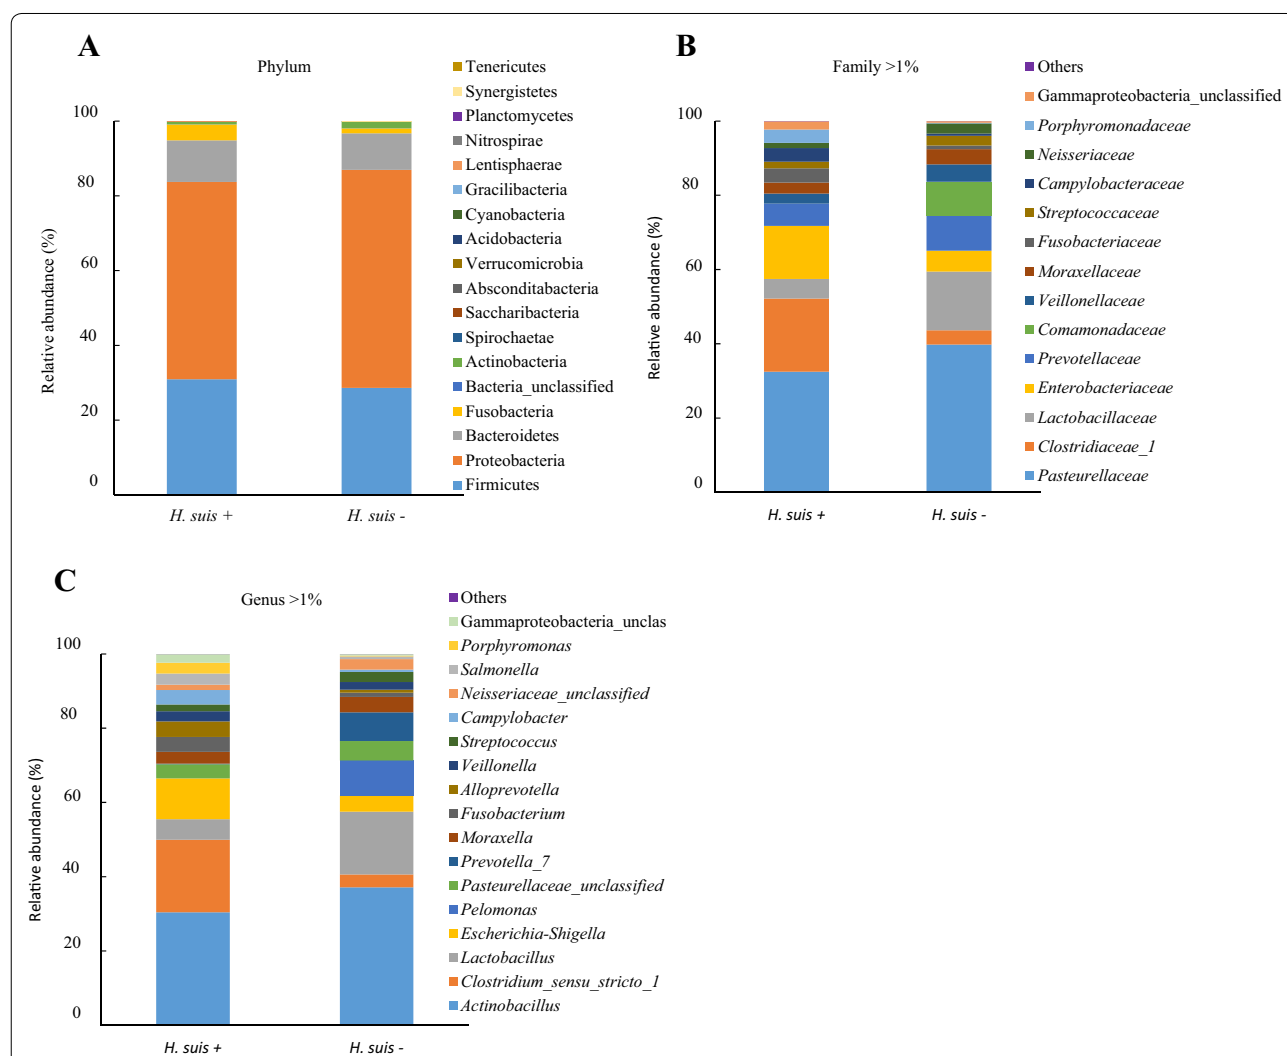 A
Phylum
100
80
60
40
20
0
Relative abundance (%)
H. suis +
H. suis -
Tenericutes
Synergistetes
Planctomycetes
Nitrospirae
Lentisphaerae
Gracilibacteria
Cyanobacteria
Acidobacteria
Verrucomicrobia
Absconditabacteria
Saccharibacteria
Spirochaetae
Actinobacteria
Bacteria_unclassified
Fusobacteria
Bacteroidetes
Proteobacteria
Firmicutes
B
Family >1%
100
80
60
40
20
0
Relative abundance (%)
H. suis +
H. suis -
Others
Gammaproteobacteria_unclassified
Porphyromonadaceae
Neisseriaceae
Campylobacteraceae
Streptococcaceae
Fusobacteriaceae
Moraxellaceae
Veillonellaceae
Comamonadaceae
Prevotellaceae
Enterobacteriaceae
Lactobacillaceae
Clostridiaceae_1
Pasteurellaceae
C
Genus >1%
100
80
60
40
20
0
Relative abundance (%)
H. suis +
H. suis -
Others
Gammaproteobacteria_unclas
Porphyromonas
Salmonella
Neisseriaceae_unclassified
Campylobacter
Streptococcus
Veillonella
Alloprevotella
Fusobacterium
Moraxella
Prevotella_7
Pasteurellaceae_unclassified
Pelomonas
Escherichia-Shigella
Lactobacillus
Clostridium_sensu_stricto_1
Actinobacillus